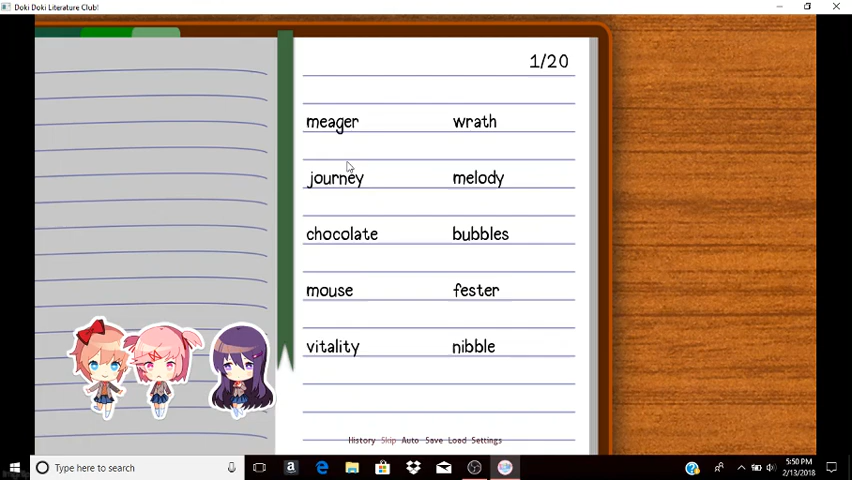 Doki Doki Literature Club!
1/20
meager wrath
journey melody
chocolate bubbles
mouse fester
vitality nibble
History Skip Auto Save Load Settings
Type here to search
5:50 PM
2/13/2018